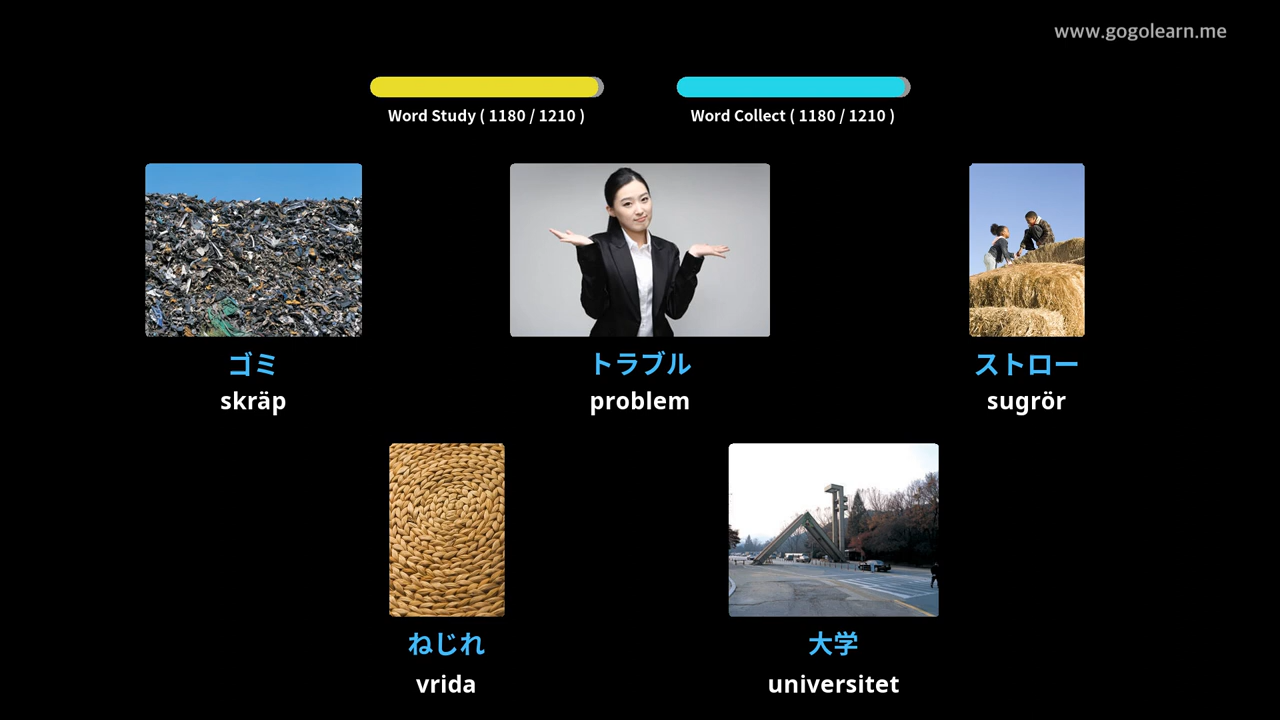 www.gogolearn.me
Word Study ( 1180 / 1210 )
Word Collect ( 1180 / 1210 )
ゴミ
skräp
トラブル
problem
ストロー
sugrör
ねじれ
vrida
大学
universitet